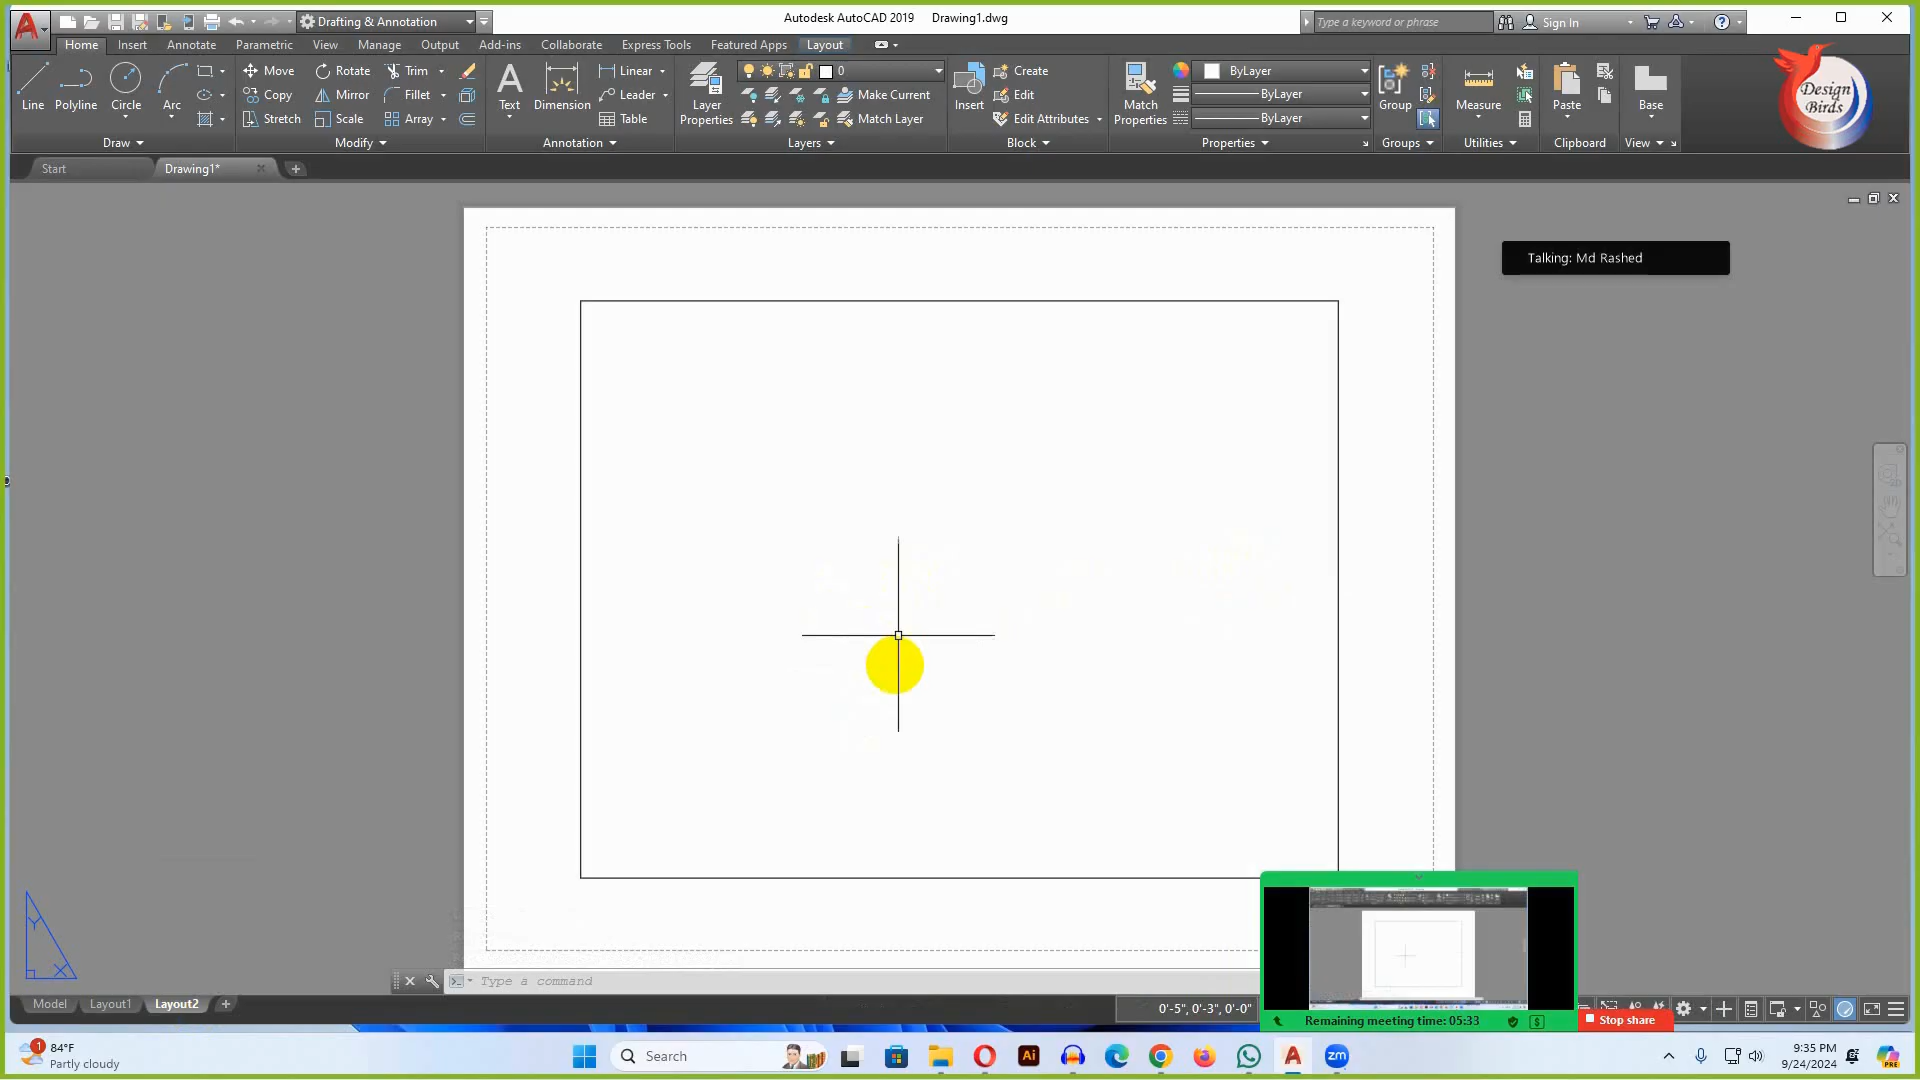 Drafting & Annotation
Autodesk AutoCAD 2019 Drawing1.dwg
Type a keyword or phrase
Sign In
Home Insert Annotate Parametric View Manage Output Add-ins Collaborate Express Tools Featured Apps Layout
Line Polyline Circle Arc
Move Rotate Trim
Copy Mirror Fillet
Stretch Scale Array
Text Dimension
Linear
Leader
Table
Layer
Properties
0
Make Current
Match Layer
Insert
Create
Edit
Edit Attributes
Match
Properties
ByLayer
ByLayer
ByLayer
Group
Measure
Paste
Base
Draw Modify Annotation Layers Block Properties Groups Utilities Clipboard View
Design
Birds
Start Drawing1*
Talking: Md Rashed
Y
X
Type a command
Model Layout1 Layout2
0'-5", 0'-3", 0'-0"
Remaining meeting time: 05:33
Stop share
1
84°F
Partly cloudy
Search
Ai
A
zm
9:35 PM
9/24/2024
PRE